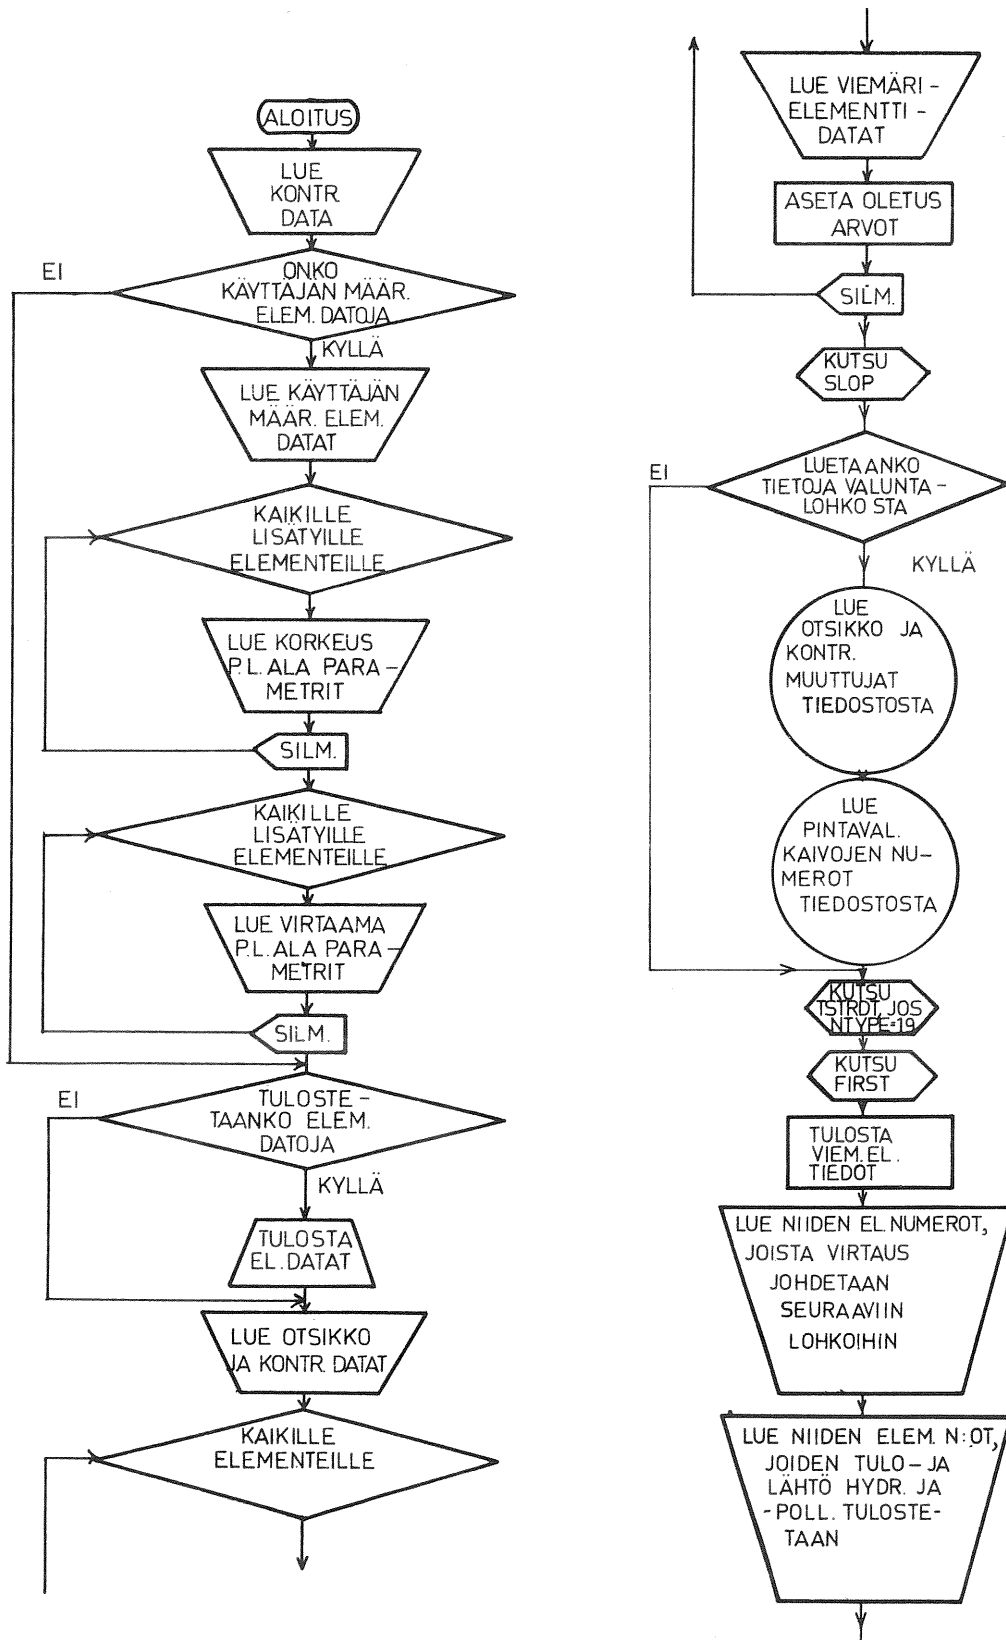 ALOITUS
LUE
KONTR.
DATA
EI
ONKO
KÄYTTÄJÄN MÄÄR.
ELEM. DATOJA
KYLLÄ
LUE KÄYTTÄJÄN
MÄÄR. ELEM.
DATAT
KAIKILLE
LISÄTYILLE
ELEMENTEILLE
LUE KORKEUS
P.L. ALA PARA-
METRIT
SILM.
KAIKILLE
LISÄTYILLE
ELEMENTEILLE
LUE VIRTAAMA
P.L. ALA PARA-
METRIT
SILM.
EI
TULOSTE-
TAANKO ELEM.
DATOJA
KYLLÄ
TULOSTA
EL. DATAT
LUE OTSIKKO
JA KONTR. DATAT
KAIKILLE
ELEMENTEILLE
LUE VIEMÄRI-
ELEMENTTI-
DATAT
ASETA OLETUS
ARVOT
SILM.
KUTSU
SLOP
EI
LUETAANKO
TIETOJA VALUNTA-
LOHKOSTA
KYLLÄ
LUE
OTSIKKO JA
KONTR.
MUUTTUJAT
TIEDOSTOSTA
LUE
PINTAVAL.
KAIVOJEN NU-
MEROT
TIEDOSTOSTA
KUTSU
TSTRDT, JOS
NTYPE=19
KUTSU
FIRST
TULOSTA
VIEM. EL.
TIEDOT
LUE NIIDEN EL. NUMEROT,
JOISTA VIRTAUS
JOHDETAAN
SEURAAVIIN
LOHKOIHIN
LUE NIIDEN ELEM. N:OT,
JOIDEN TULO- JA
LÄHTÖ HYDR. JA
-POLL. TULOSTE-
TAAN